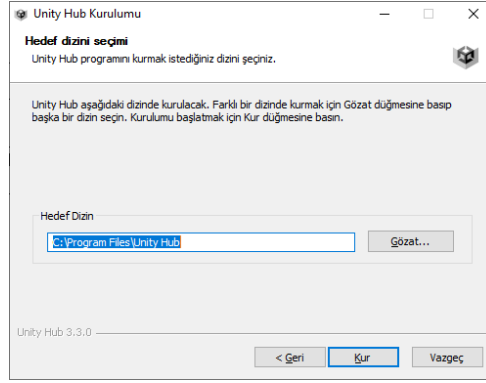 Unity Hub Kurulumu
Hedef dizini seçimi
Unity Hub programını kurmak istediğiniz dizini seçiniz.
Unity Hub aşağıdaki dizinde kurulacak. Farklı bir dizinde kurmak için Gözat düğmesine basıp
başka bir dizin seçin. Kurulumu başlatmak için Kur düğmesine basın.
Hedef Dizin
C:\Program Files\Unity Hub
Gözat...
Unity Hub 3.3.0
< Geri
Kur
Vazgeç